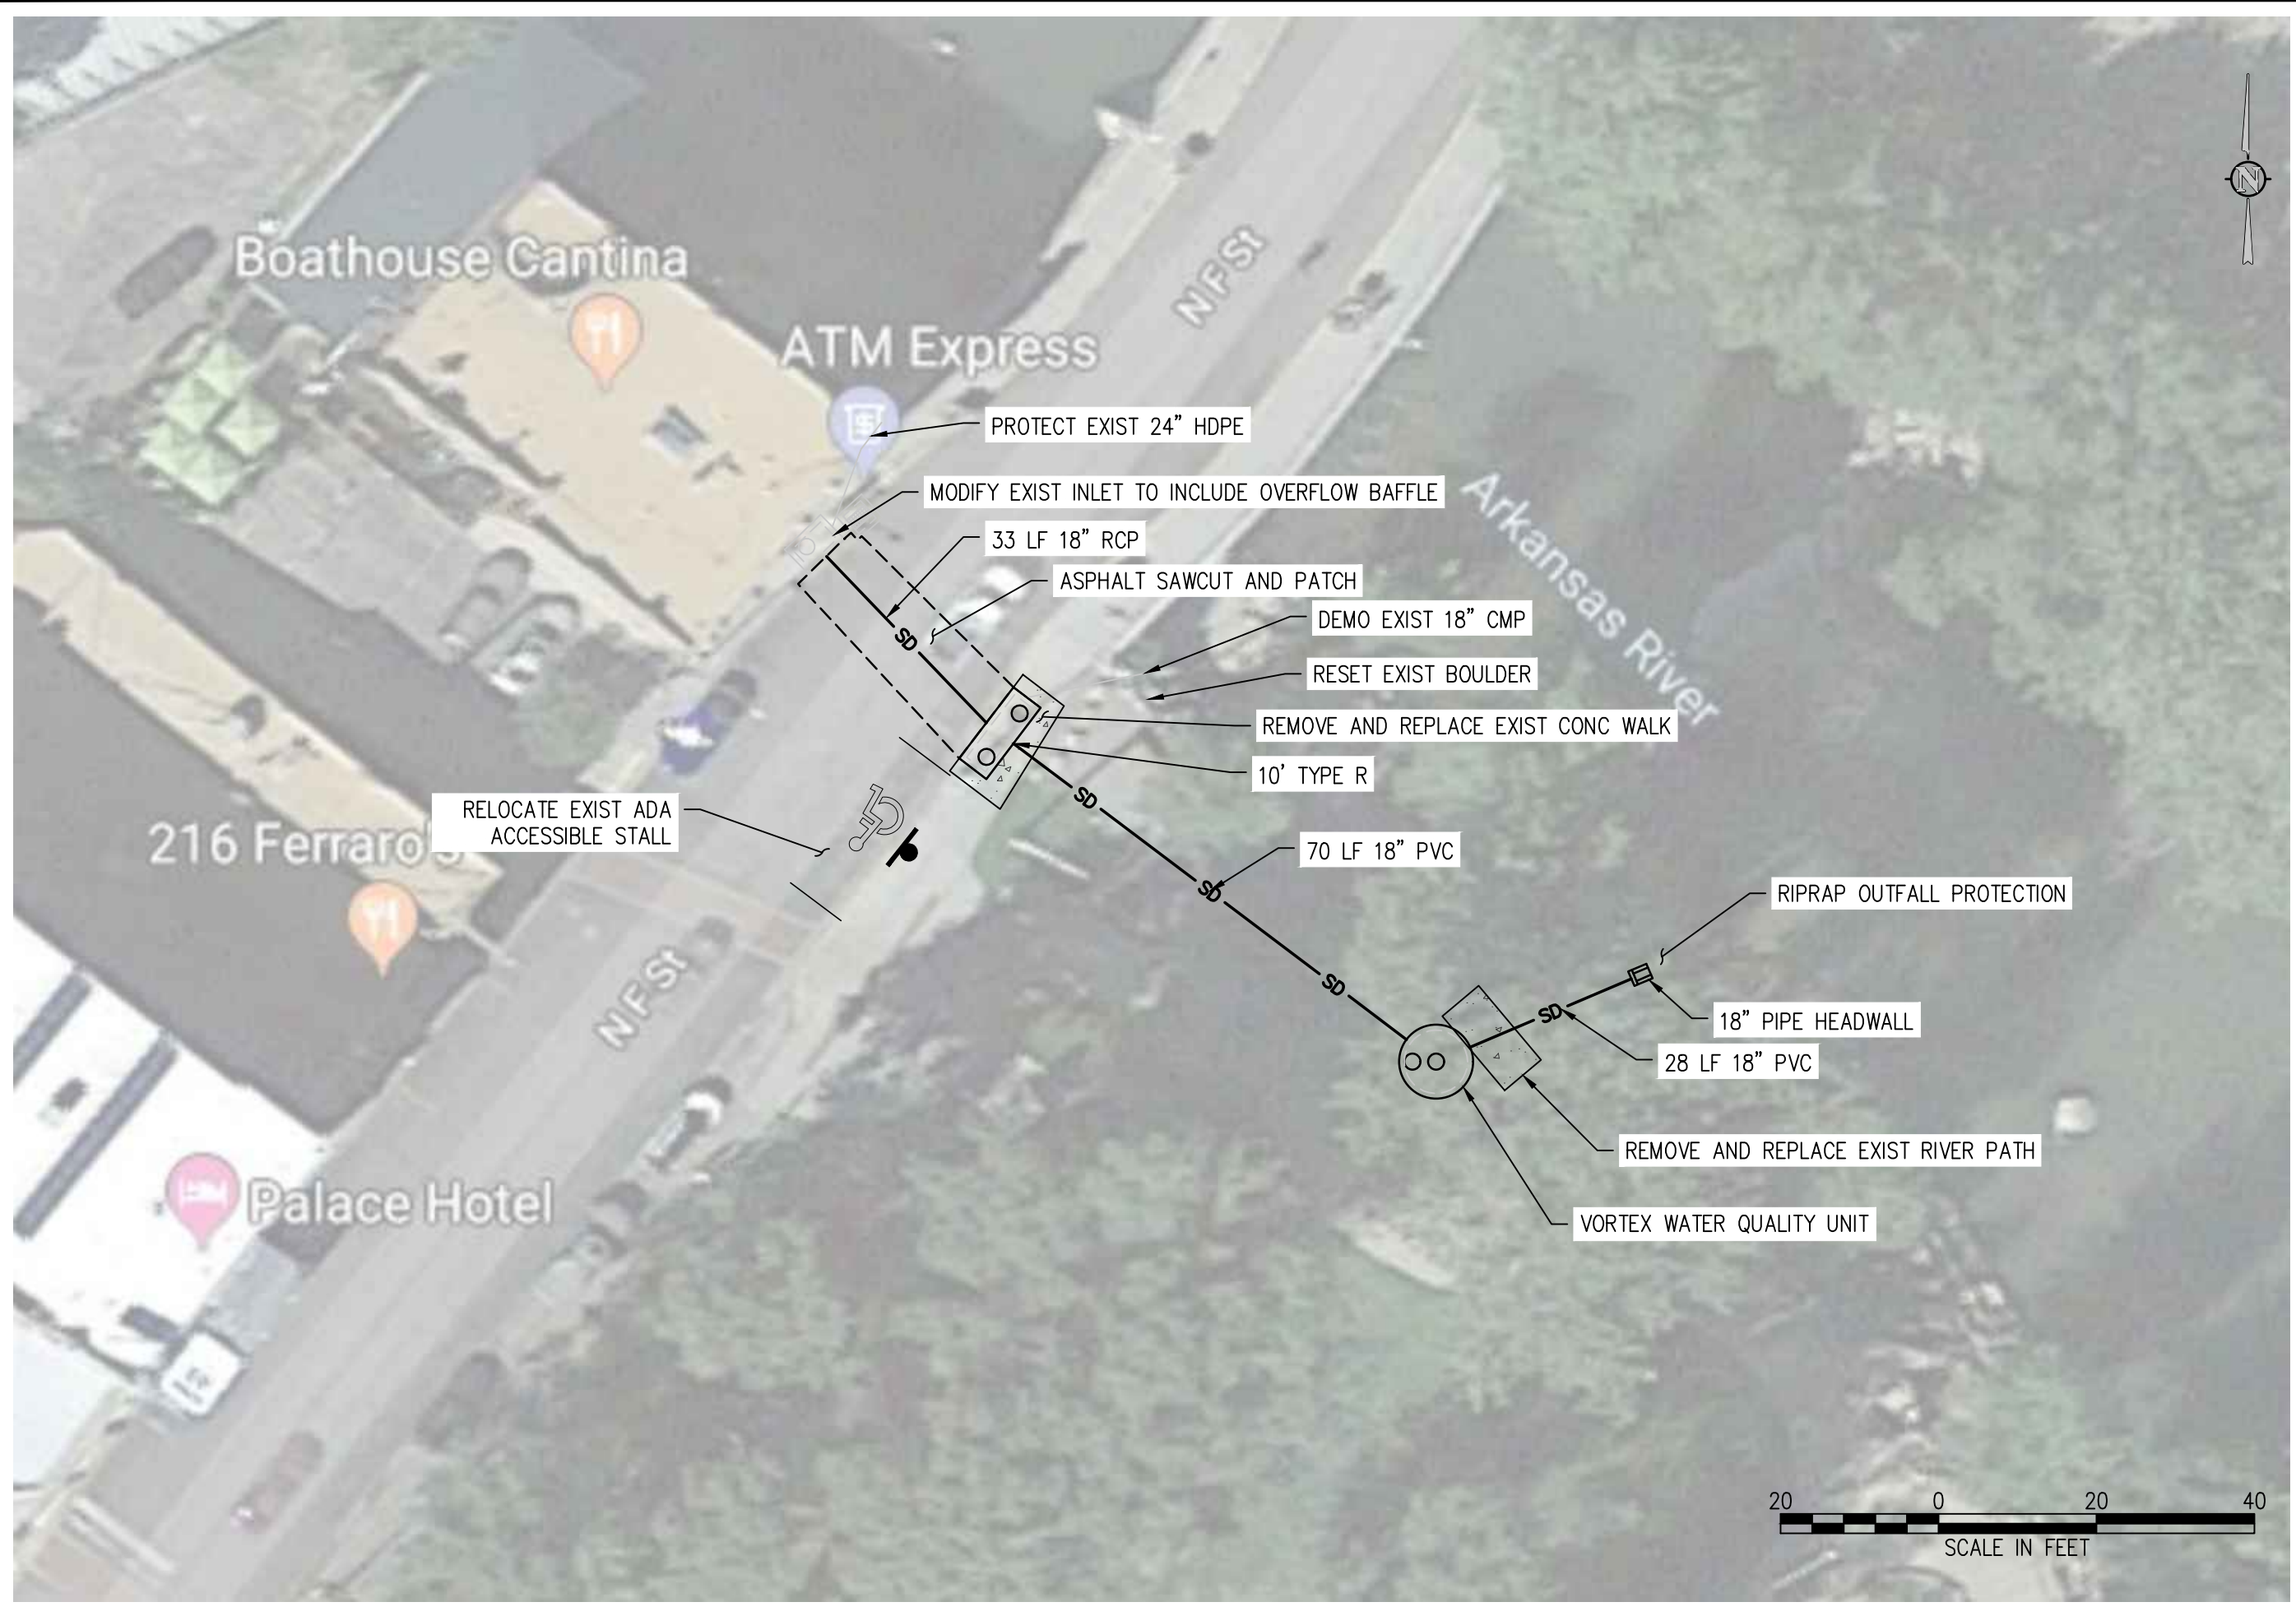 N
Boathouse Cantina
ATM Express
N F St
PROTECT EXIST 24” HDPE
MODIFY EXIST INLET TO INCLUDE OVERFLOW BAFFLE
33 LF 18” RCP
ASPHALT SAWCUT AND PATCH
SD
DEMO EXIST 18” CMP
RESET EXIST BOULDER
Arkansas River
REMOVE AND REPLACE EXIST CONC WALK
10’ TYPE R
SD
RELOCATE EXIST ADA
ACCESSIBLE STALL
216 Ferraro's
70 LF 18” PVC
SD
RIPRAP OUTFALL PROTECTION
SD
N F St
SD
18” PIPE HEADWALL
28 LF 18” PVC
REMOVE AND REPLACE EXIST RIVER PATH
Palace Hotel
VORTEX WATER QUALITY UNIT
20 0 20 40
SCALE IN FEET